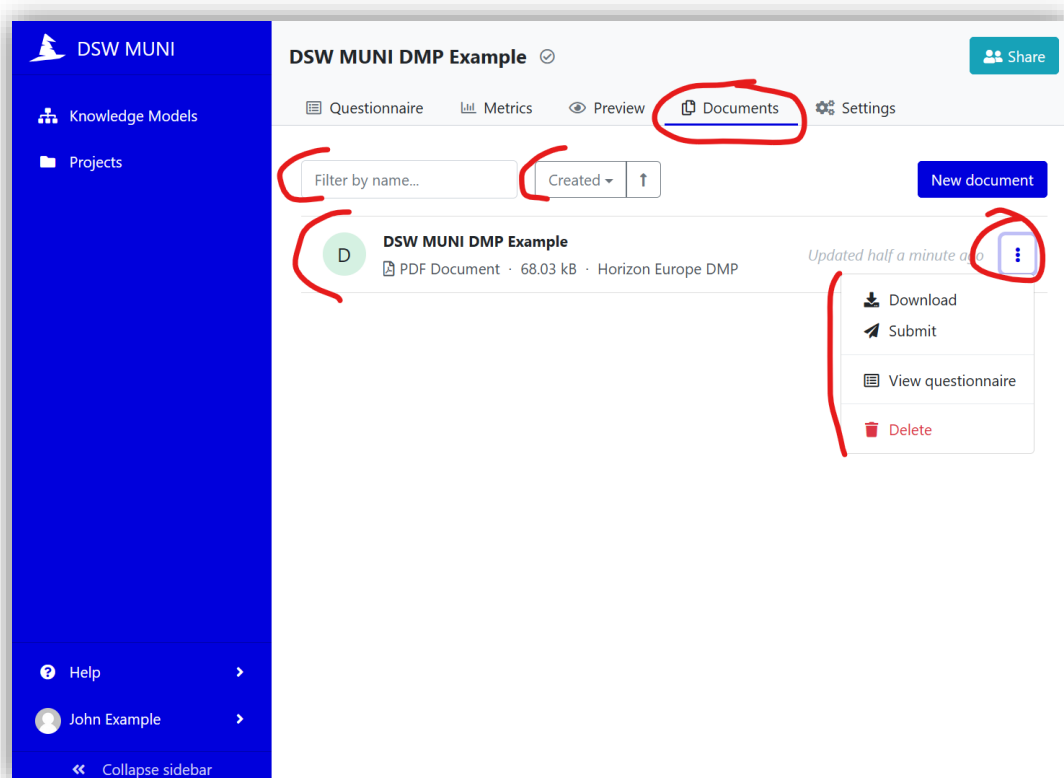 DSW MUNI
Knowledge Models
Projects
Help
John Example
Collapse sidebar
DSW MUNI DMP Example
Share
Questionnaire Metrics Preview Documents Settings
Filter by name... Created New document
D
DSW MUNI DMP Example
PDF Document · 68.03 kB · Horizon Europe DMP
Updated half a minute ago
Download
Submit
View questionnaire
Delete